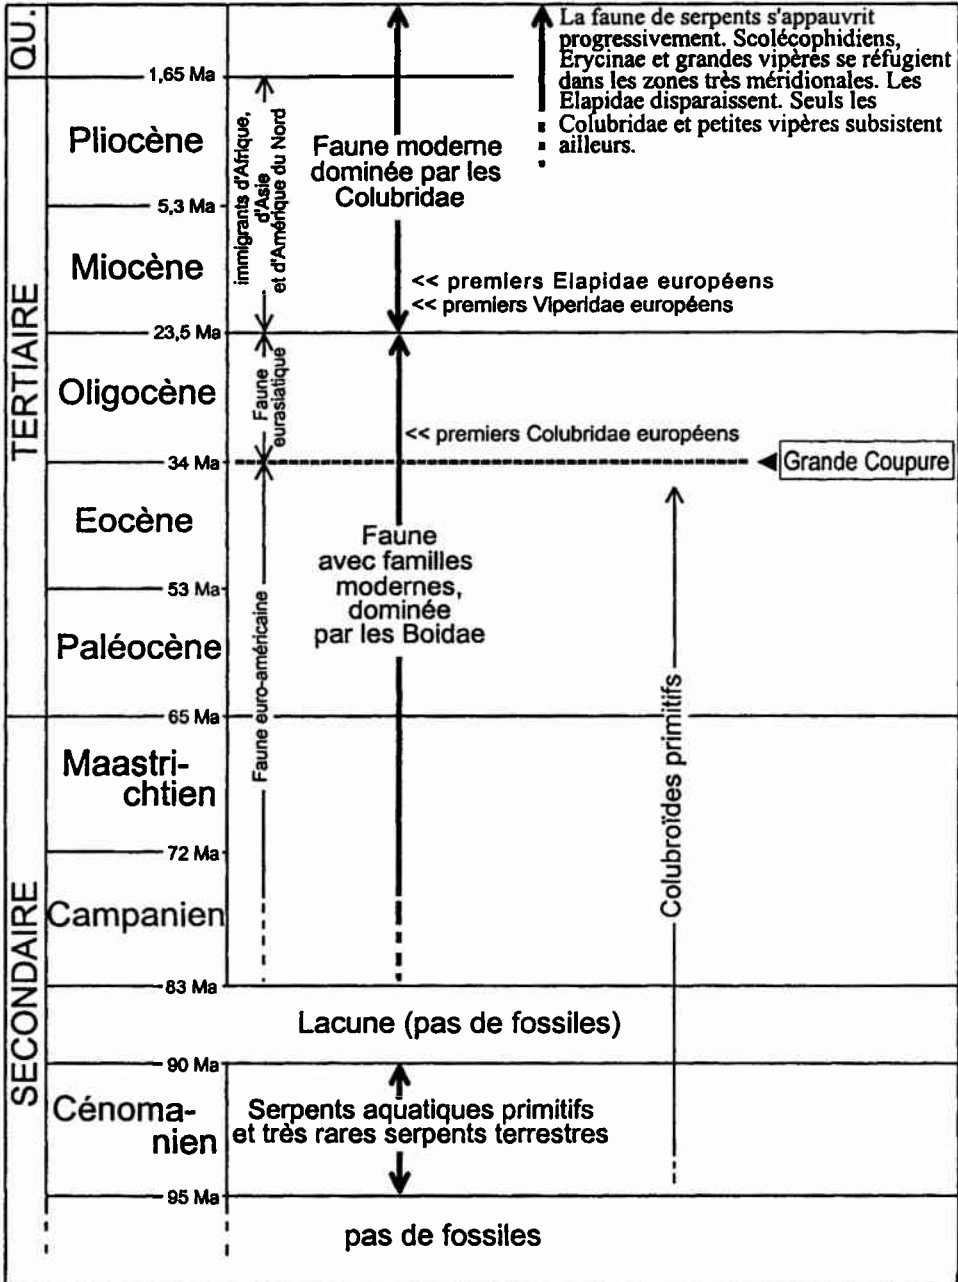 QU.
TERTIAIRE
SECONDAIRE
La faune de serpents s'appauvrit
progressivement. Scolécophidiens,
Erycinae et grandes vipères se réfugient
dans les zones très méridionales. Les
Elapidae disparaissent. Seuls les
Colubridae et petites vipères subsistent
ailleurs.
1,65 Ma
Pliocène
immigrants d'Afrique,
d'Asie
et d'Amérique du Nord
Faune moderne
dominée par les
Colubridae
5,3 Ma
Miocène
<< premiers Elapidae européens
<< premiers Viperidae européens
23,5 Ma
Oligocène
Faune
eurasiatique
<< premiers Colubridae européens
34 Ma
Grande Coupure
Eocène
Faune
avec familles
modernes,
dominée
par les Boidae
53 Ma
Paléocène
Faune euro-américaine
Colubroïdes primitifs
65 Ma
Maastri-
chtien
72 Ma
Campanien
83 Ma
Lacune (pas de fossiles)
90 Ma
Cénoma-
nien
Serpents aquatiques primitifs
et très rares serpents terrestres
95 Ma
pas de fossiles